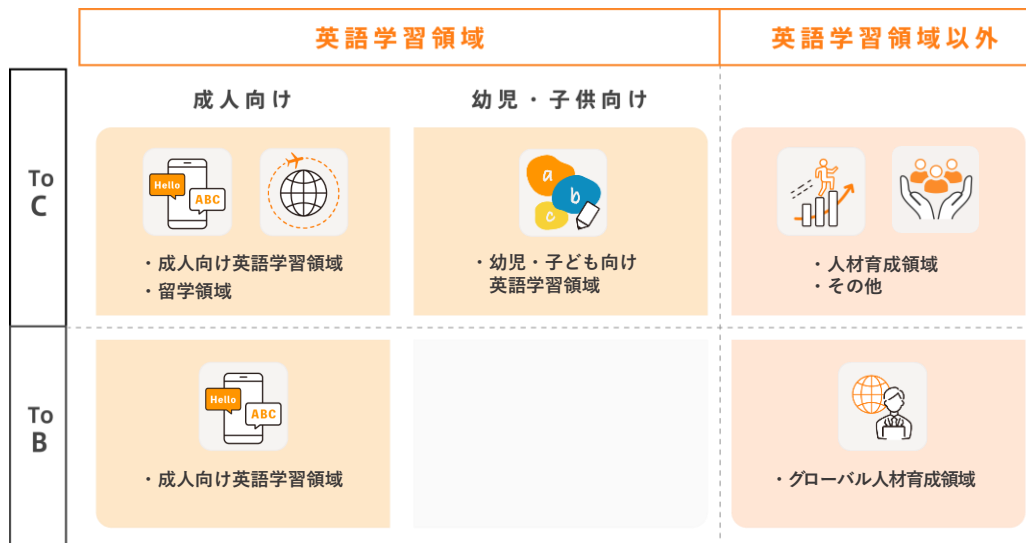 英語学習領域
英語学習領域以外
成人向け
幼児・子供向け
To
C
Hello
ABC
a
b
c
・成人向け英語学習領域
・留学領域
・幼児・子ども向け
英語学習領域
・人材育成領域
・その他
To
B
Hello
ABC
・成人向け英語学習領域
・グローバル人材育成領域